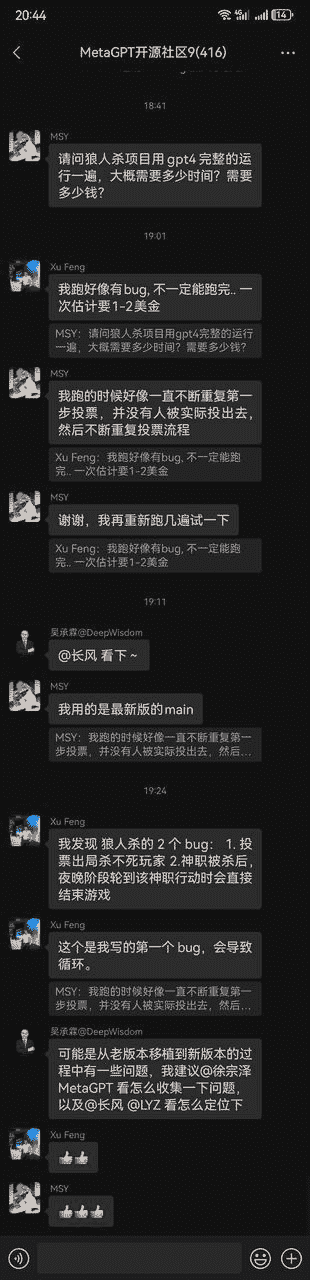 20:44
4G
14
MetaGPT开源社区9(416)
18:41
MSY
请问狼人杀项目用 gpt4 完整的运
行一遍，大概需要多少时间？需要
多少钱？
19:01
Xu Feng
我跑好像有bug, 不一定能跑完.. 一
次估计要1-2美金
MSY：请问狼人杀项目用gpt4完整的运行
一遍，大概需要多少时间？需要多少钱？
MSY
我跑的时候好像一直不断重复第一
步投票，并没有人被实际投出去，
然后不断重复投票流程
Xu Feng：我跑好像有bug, 不一定能跑
完.. 一次估计要1-2美金
MSY
谢谢，我再重新跑几遍试一下
Xu Feng：我跑好像有bug, 不一定能跑
完.. 一次估计要1-2美金
19:11
吴承霖@DeepWisdom
@长风 看下 ~
MSY
我用的是最新版的main
MSY：我跑的时候好像一直不断重复第一
步投票，并没有人被实际投出去，然后...
19:24
Xu Feng
我发现 狼人杀的 2 个 bug： 1. 投
票出局杀不死玩家 2.神职被杀后，
夜晚阶段轮到该神职行动时会直接
结束游戏
Xu Feng
这个是我写的第一个 bug，会导致
循环。
MSY：我跑的时候好像一直不断重复第一
步投票，并没有人被实际投出去，然后...
吴承霖@DeepWisdom
可能是从老版本移植到新版本的过
程中有一些问题，我建议@徐宗泽
MetaGPT 看怎么收集一下问题，
以及@长风 @LYZ 看怎么定位下
Xu Feng
MSY